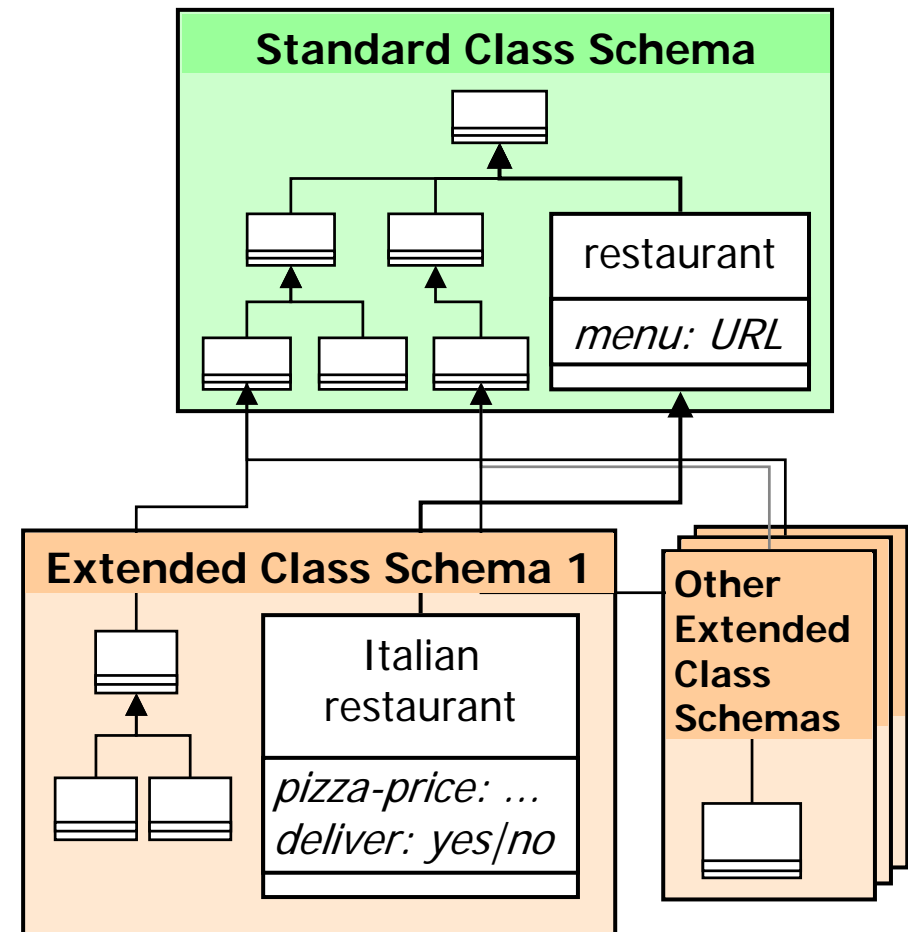 Standard Class Schema
restaurant
menu: URL
Extended Class Schema 1
Italian
restaurant
pizza-price: ...
deliver: yes|no
Other
Extended
Class
Schemas